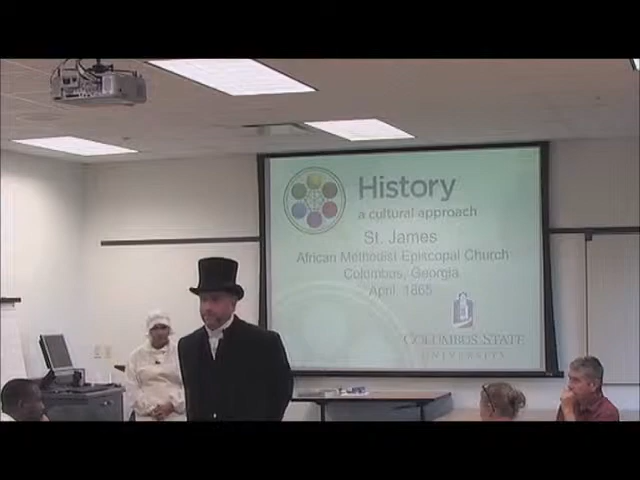 History
a cultural approach
St. James
African Methodist Episcopal Church
Columbus, Georgia
April, 1865
COLUMBUS STATE
UNIVERSITY